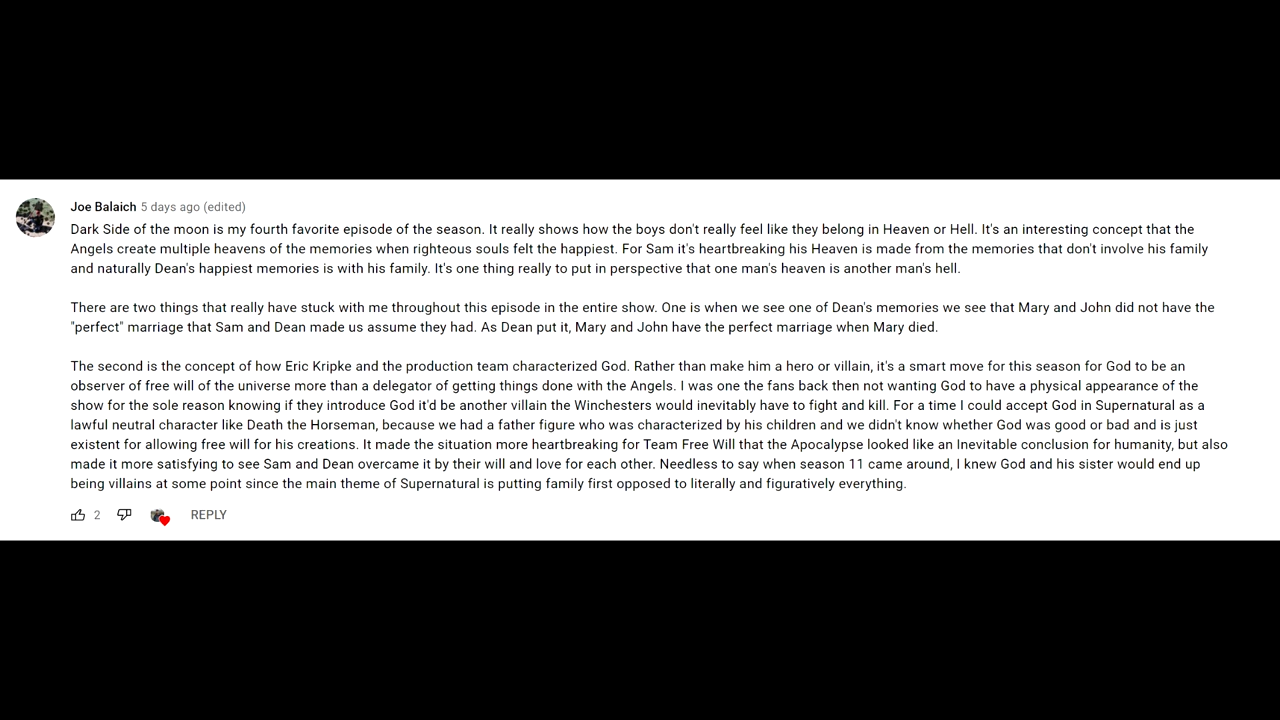 Joe Balaich 5 days ago (edited)
Dark Side of the moon is my fourth favorite episode of the season. It really shows how the boys don't really feel like they belong in Heaven or Hell. It's an interesting concept that the
Angels create multiple heavens of the memories when righteous souls felt the happiest. For Sam it's heartbreaking his Heaven is made from the memories that don't involve his family
and naturally Dean's happiest memories is with his family. It's one thing really to put in perspective that one man's heaven is another man's hell.
There are two things that really have stuck with me throughout this episode in the entire show. One is when we see one of Dean's memories we see that Mary and John did not have the
"perfect" marriage that Sam and Dean made us assume they had. As Dean put it, Mary and John have the perfect marriage when Mary died.
The second is the concept of how Eric Kripke and the production team characterized God. Rather than make him a hero or villain, it's a smart move for this season for God to be an
observer of free will of the universe more than a delegator of getting things done with the Angels. I was one the fans back then not wanting God to have a physical appearance of the
show for the sole reason knowing if they introduce God it'd be another villain the Winchesters would inevitably have to fight and kill. For a time I could accept God in Supernatural as a
lawful neutral character like Death the Horseman, because we had a father figure who was characterized by his children and we didn't know whether God was good or bad and is just
existent for allowing free will for his creations. It made the situation more heartbreaking for Team Free Will that the Apocalypse looked like an Inevitable conclusion for humanity, but also
made it more satisfying to see Sam and Dean overcame it by their will and love for each other. Needless to say when season 11 came around, I knew God and his sister would end up
being villains at some point since the main theme of Supernatural is putting family first opposed to literally and figuratively everything.
2 REPLY